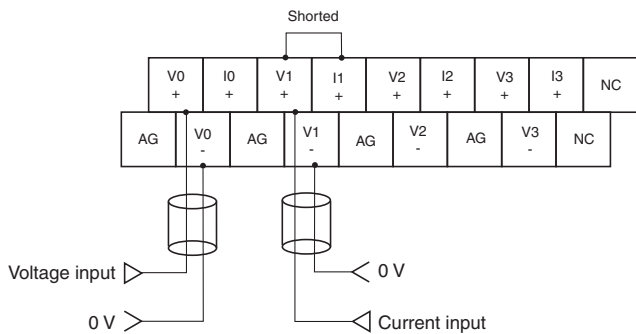 Shorted
V0 I0 V1 I1 V2 I2 V3 I3 NC
+ + + + + + + +
AG V0 AG V1 AG V2 AG V3 NC
- - - -
Voltage input
0 V
0 V
Current input